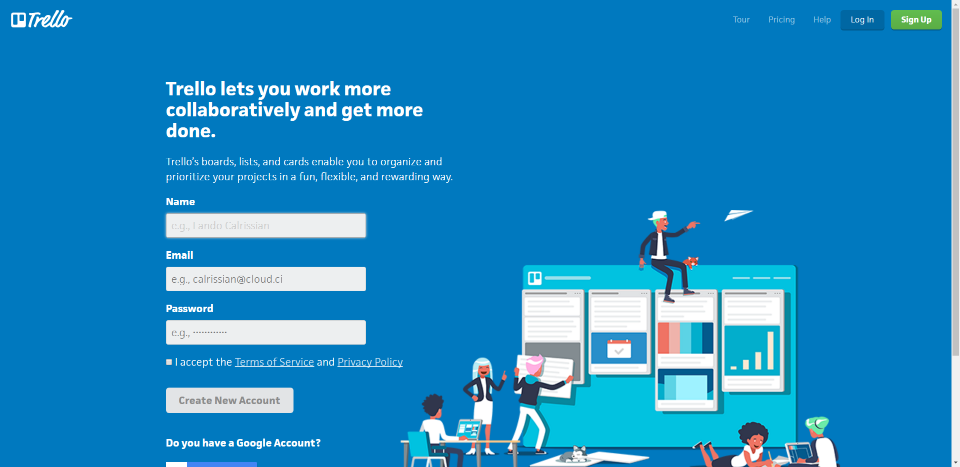 Trello
Tour Pricing Help Log In Sign Up
Trello lets you work more
collaboratively and get more
done.
Trello's boards, lists, and cards enable you to organize and
prioritize your projects in a fun, flexible, and rewarding way.
Name
e.g., Lando Calrissian
Email
e.g., calrissian@cloud.ci
Password
e.g., ••••••••••••
I accept the Terms of Service and Privacy Policy
Create New Account
Do you have a Google Account?